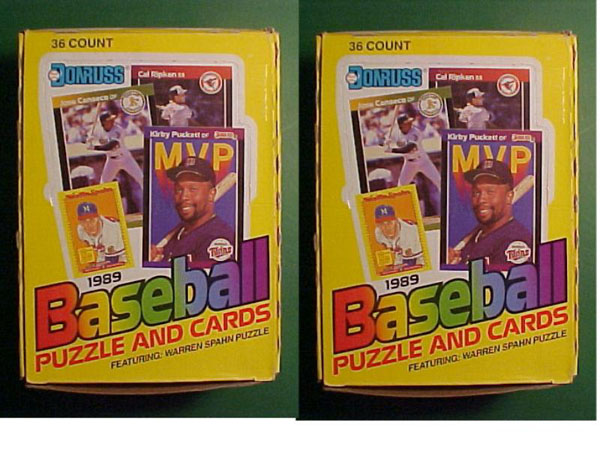 36 COUNT
DONRUSS
Cal Ripken SS
Jose Canseco OF
Kirby Puckett OF
MVP
Twins
1989
Baseball
PUZZLE AND CARDS
FEATURING: WARREN SPAHN PUZZLE
36 COUNT
DONRUSS
Cal Ripken SS
Jose Canseco OF
Kirby Puckett OF
MVP
Twins
1989
Baseball
PUZZLE AND CARDS
FEATURING: WARREN SPAHN PUZZLE